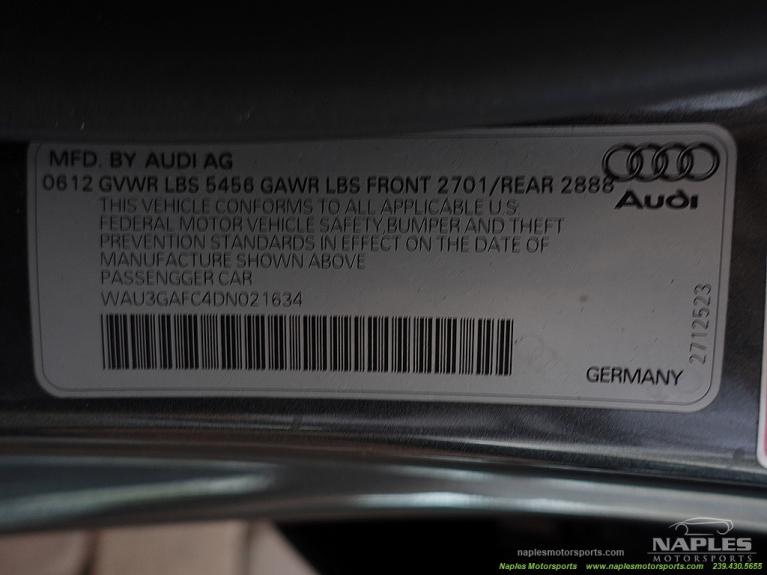 MFD. BY AUDI AG
0612 GVWR LBS 5456 GAWR LBS FRONT 2701/REAR 2888
Audi
THIS VEHICLE CONFORMS TO ALL APPLICABLE U.S.
FEDERAL MOTOR VEHICLE SAFETY,BUMPER AND THEFT
PREVENTION STANDARDS IN EFFECT ON THE DATE OF
MANUFACTURE SHOWN ABOVE
PASSENGGER CAR
WAU3GAFC4DN021634
2712523
GERMANY
NAPLES
MOTORSPORTS
naplesmotorsports.com
Naples Motorsports www.naplesmotorsports.com 239.430.5655